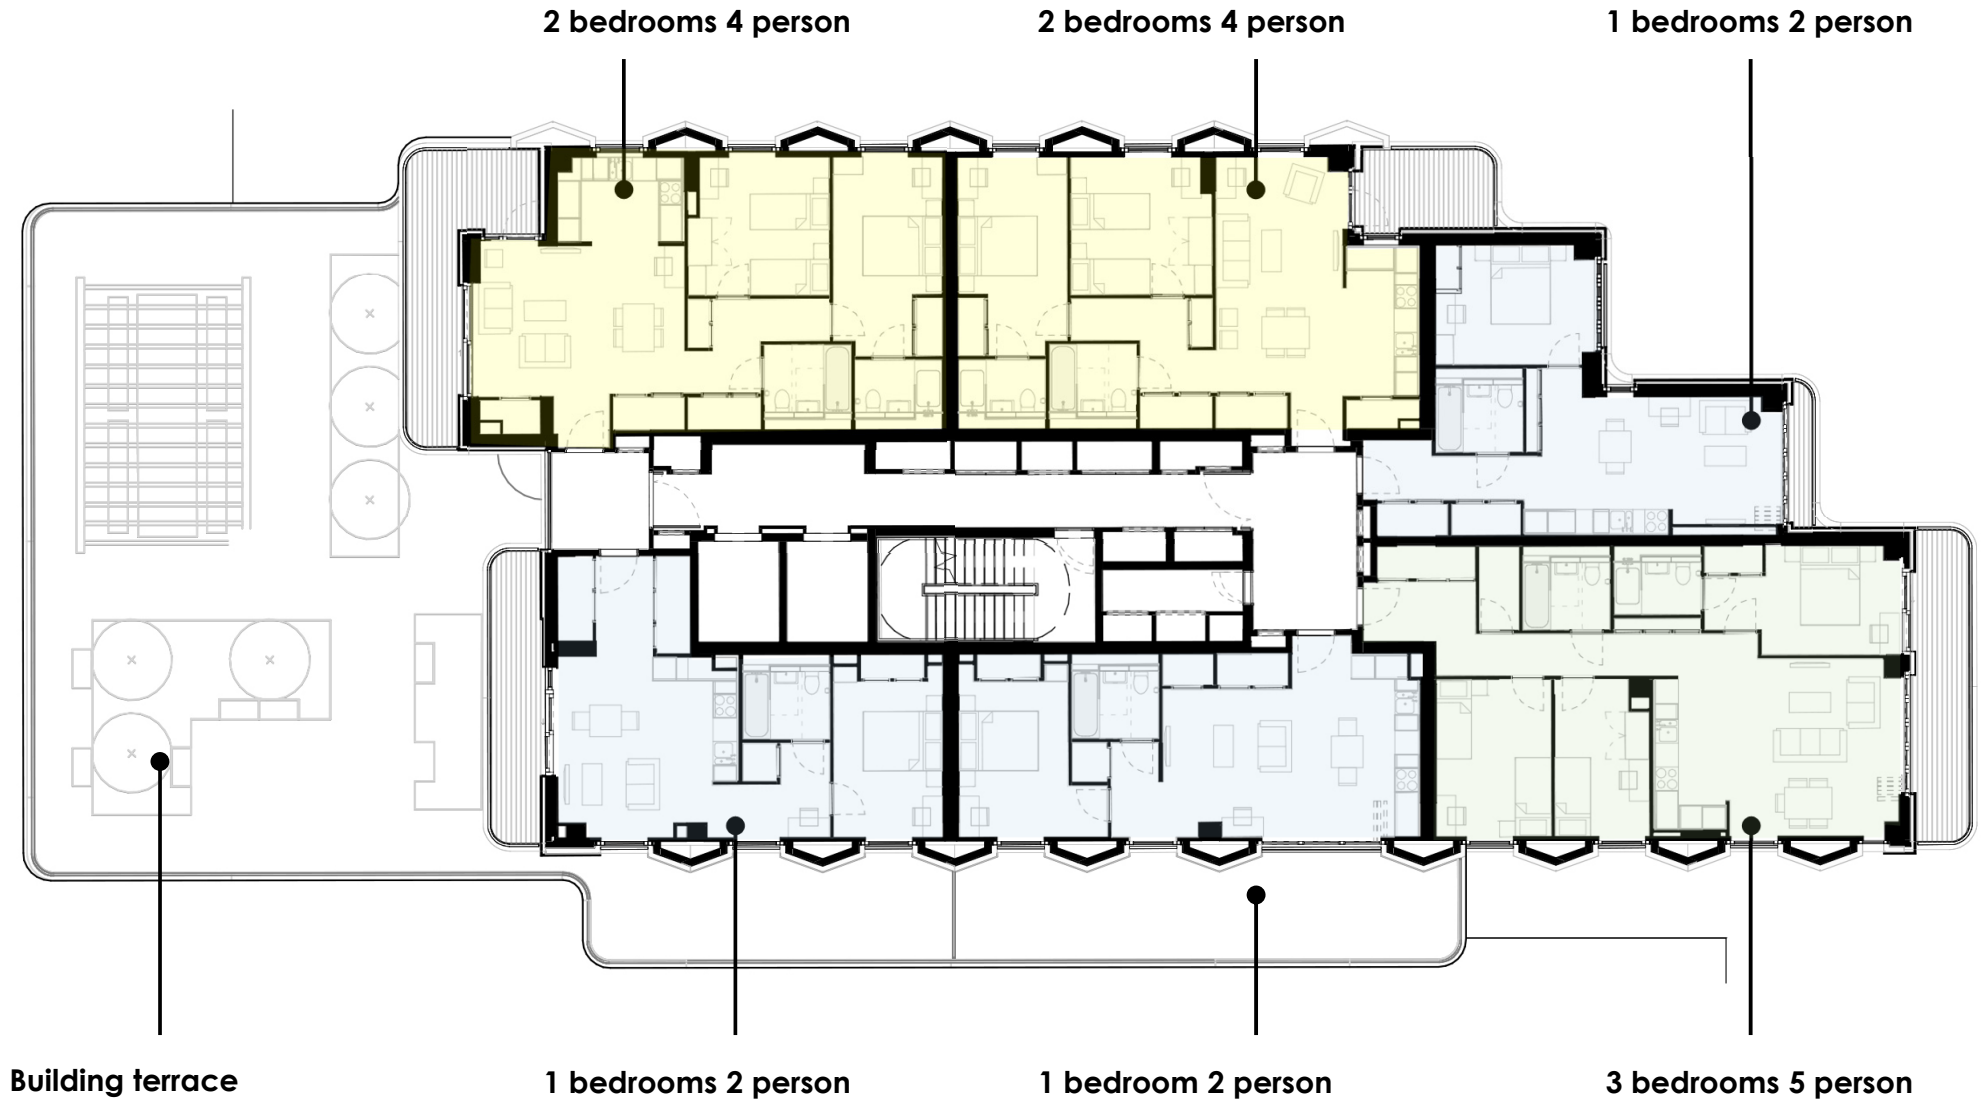 2 bedrooms 4 person
2 bedrooms 4 person
1 bedrooms 2 person
Building terrace
1 bedrooms 2 person
1 bedroom 2 person
3 bedrooms 5 person